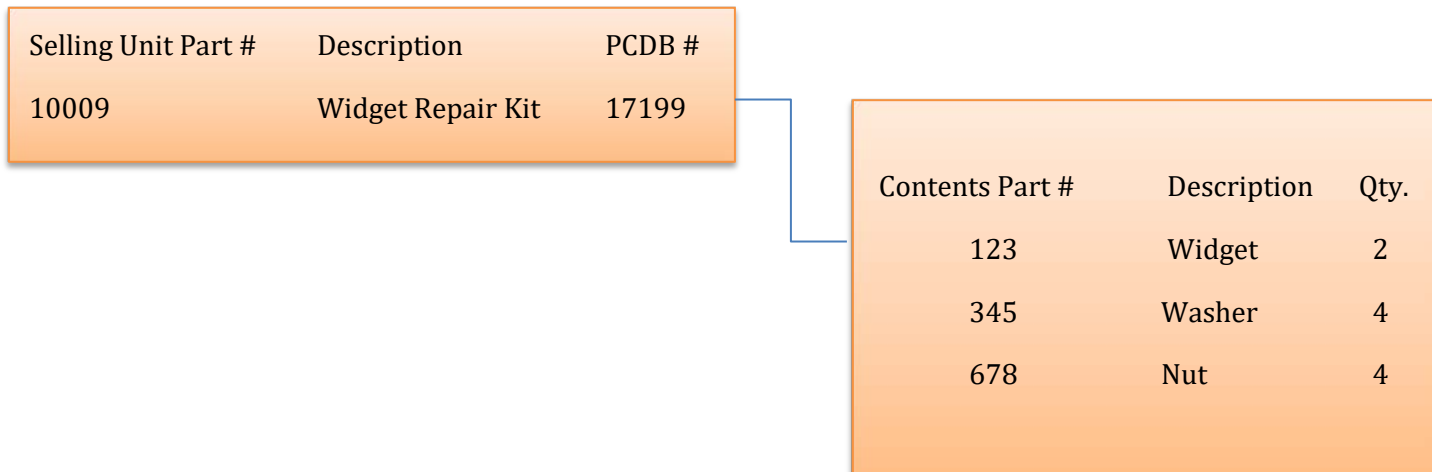 Selling Unit Part # Description PCDB #
10009 Widget Repair Kit 17199
Contents Part # Description Qty.
123 Widget 2
345 Washer 4
678 Nut 4